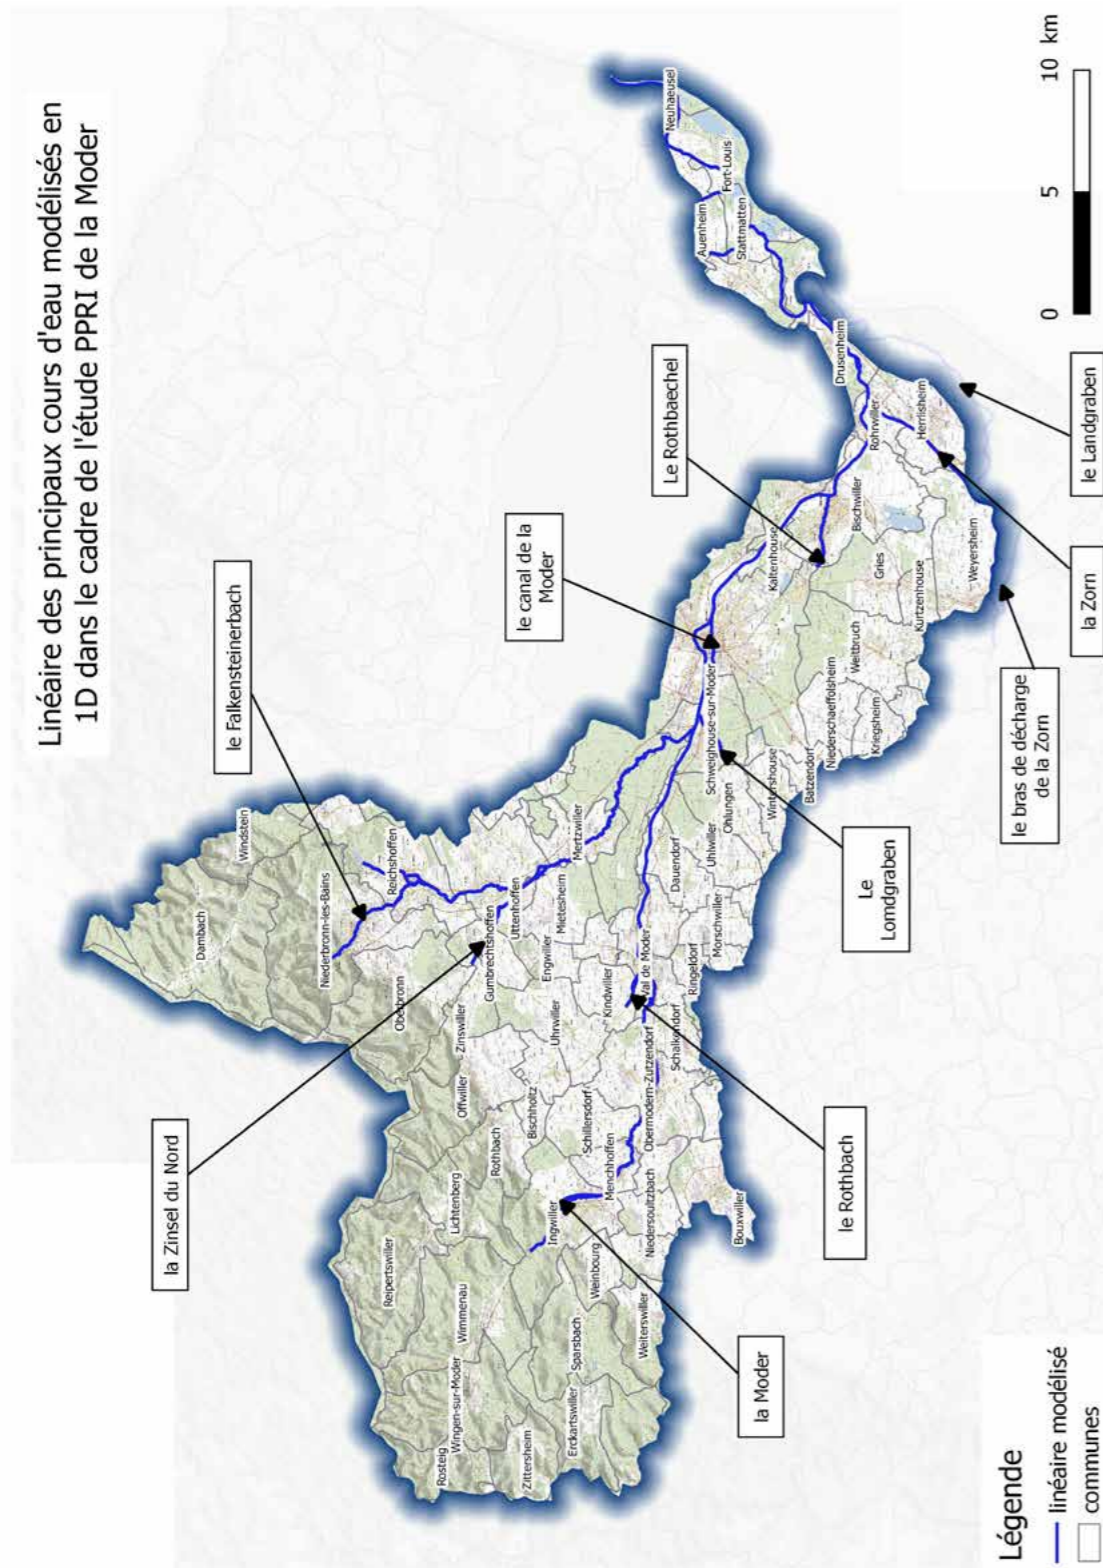 Linéaire des principaux cours d'eau modélisés en
1D dans le cadre de l'étude PPRI de la Moder
la Zinsel du Nord
le Falkensteinerbach
le canal de la
Moder
Le Rothbaechel
Dambach
Windstein
Niederbronn-les-Bains
Reichshoffen
Oberbronn
Zinswiller
Offwiller
Rothbach
Lichtenberg
Reipertswiller
Wimmenau
Wingen-sur-Moder
Rosteig
Zittersheim
Erckartswiller
Sparsbach
Weinbourg
Weiterswiller
Ingwiller
Menchhoffen
Niedersoultzbach
Bouxwiller
Bischholtz
Schillersdorf
Obermodern-Zutzendorf
Schalkendorf
Gumbrechtshoffen
Uttenhoffen
Engwiller
Mietesheim
Mertzwiller
Uhrwiller
Kindwiller
Val de Moder
Ringeldorf
Morschwiller
Dauendorf
Uhlwiller
Ohlungen
Wintershouse
Batzendorf
Schweighouse-sur-Moder
Niederschaeffolsheim
Weitbruch
Kriegsheim
Kaltenhouse
Bischwiller
Gries
Kurtzenhouse
Weyersheim
Rohrwiller
Herrlisheim
Drusenheim
Auenheim
Stattmatten
Fort-Louis
Neuhaeusel
la Moder
le Rothbach
Le
Lomdgraben
le bras de décharge
de la Zorn
la Zorn
le Landgraben
0 5 10 km
Légende
linéaire modélisé
communes